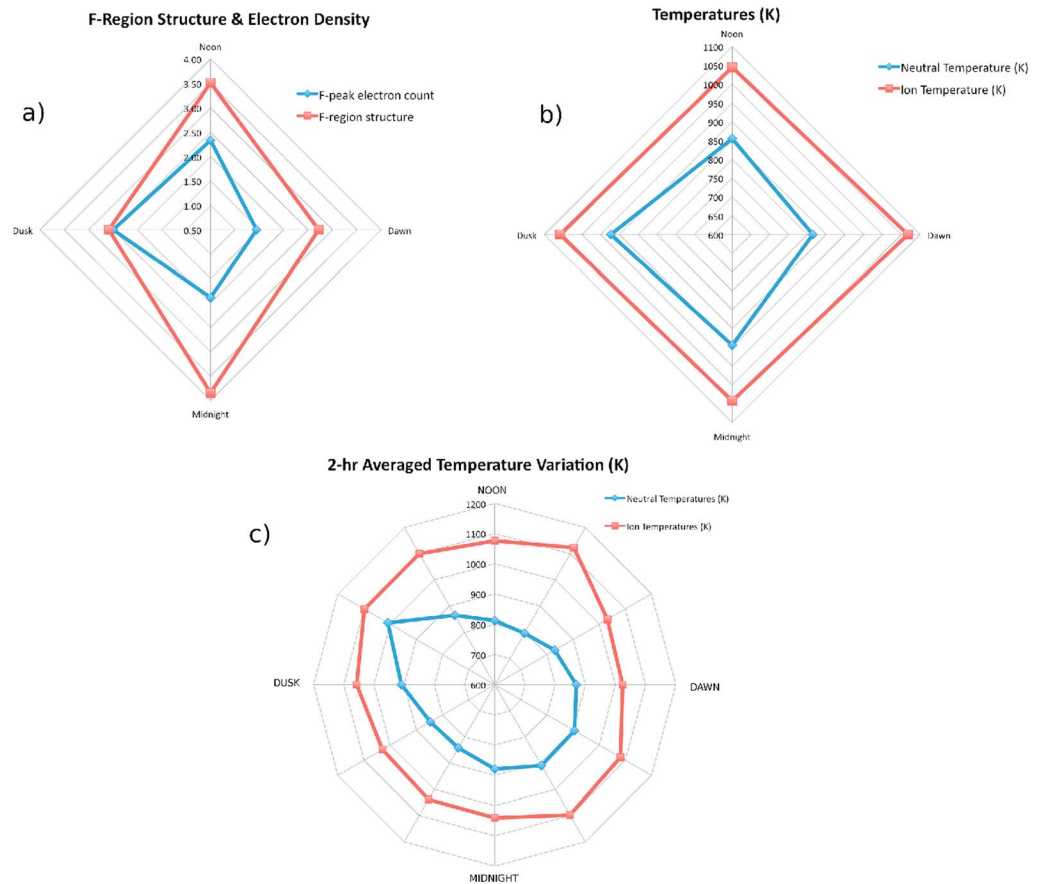 F-Region Structure & Electron Density
Noon
4.00
3.50
3.00
2.50
2.00
1.50
1.00
0.50
a)
F-peak electron count
F-region structure
Dusk
Dawn
Midnight
Temperatures (K)
Noon
1100
1050
1000
950
900
850
800
750
700
650
600
b)
Neutral Temperature (K)
Ion Temperature (K)
Dusk
Dawn
Midnight
2-hr Averaged Temperature Variation (K)
NOON
1200
1100
1000
900
800
700
600
c)
Neutral Temperatures (K)
Ion Temperatures (K)
DUSK
DAWN
MIDNIGHT